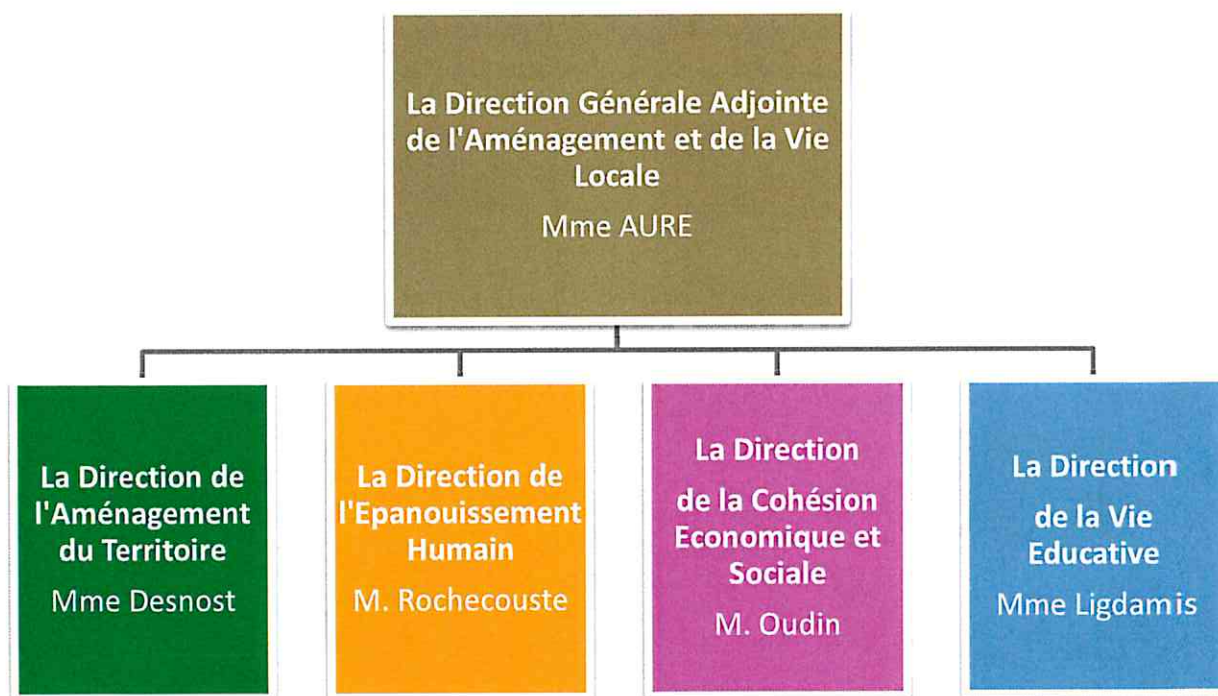 La Direction Générale Adjointe
de l'Aménagement et de la Vie
Locale
Mme AURE
La Direction de
l'Aménagement
du Territoire
Mme Desnost
La Direction de
l'Epanouissement
Humain
M. Rochecouste
La Direction
de la Cohésion
Economique et
Sociale
M. Oudin
La Direction
de la Vie
Educative
Mme Ligdamis